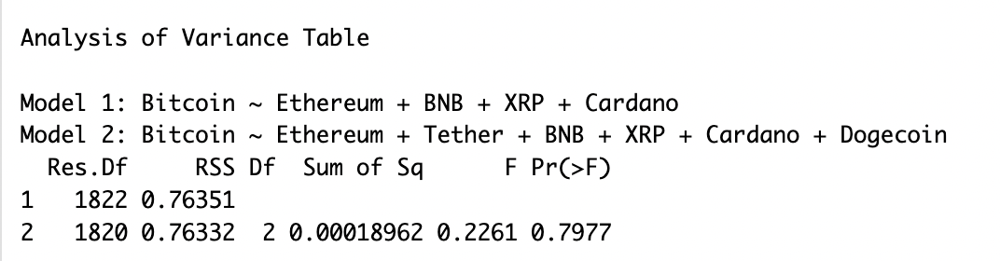 Analysis of Variance Table
Model 1: Bitcoin ~ Ethereum + BNB + XRP + Cardano
Model 2: Bitcoin ~ Ethereum + Tether + BNB + XRP + Cardano + Dogecoin
  Res.Df     RSS Df  Sum of Sq      F Pr(>F)
1   1822 0.76351
2   1820 0.76332  2 0.00018962 0.2261 0.7977